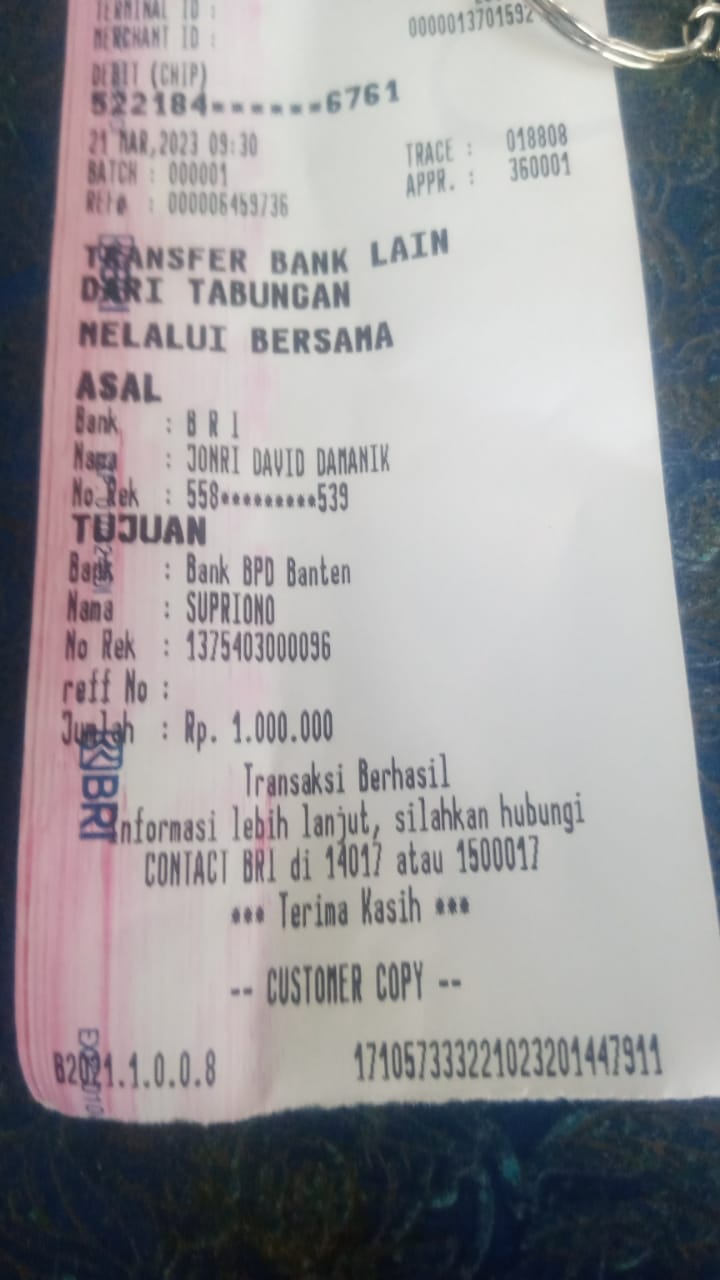 TERMINAL ID :
MERCHANT ID : 0000013701592
DEBIT (CHIP)
522184******6761
21 MAR,2023 09:30
BATCH : 000001 TRACE : 018808
REF# : 000006459736 APPR. : 360001
TRANSFER BANK LAIN
DARI TABUNGAN
MELALUI BERSAMA
ASAL
Bank : B R I
Nama : JONRI DAVID DAMANIK
No Rek : 558*********539
TUJUAN
Bank : Bank BPD Banten
Nama : SUPRIONO
No Rek : 1375403000096
reff No :
Jumlah : Rp. 1.000.000
Transaksi Berhasil
Informasi lebih lanjut, silahkan hubungi
CONTACT BRI di 14017 atau 1500017
*** Terima Kasih ***
-- CUSTOMER COPY --
B2021.1.0.0.8 171057333221023201447911
BRI
BRI